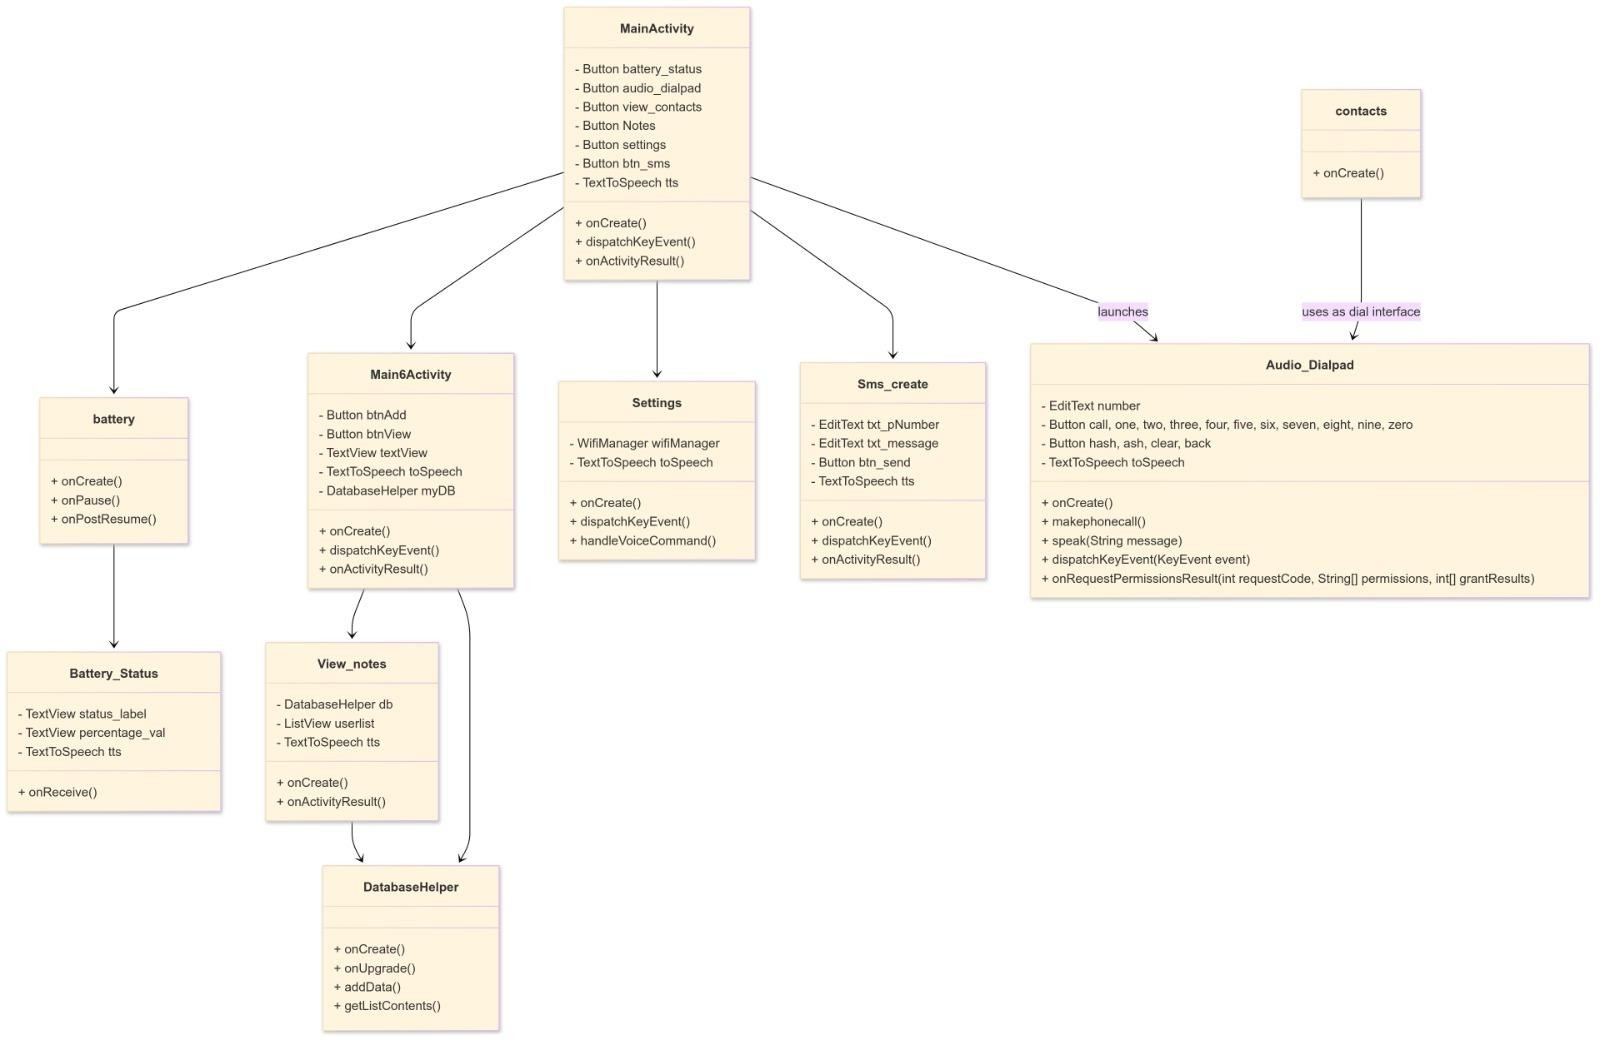 MainActivity
- Button battery_status
- Button audio_dialpad
- Button view_contacts
- Button Notes
- Button settings
- Button btn_sms
- TextToSpeech tts
+ onCreate()
+ dispatchKeyEvent()
+ onActivityResult()
contacts
+ onCreate()
launches
uses as dial interface
battery
+ onCreate()
+ onPause()
+ onPostResume()
Main6Activity
- Button btnAdd
- Button btnView
- TextView textView
- TextToSpeech toSpeech
- DatabaseHelper myDB
+ onCreate()
+ dispatchKeyEvent()
+ onActivityResult()
Settings
- WifiManager wifiManager
- TextToSpeech toSpeech
+ onCreate()
+ dispatchKeyEvent()
+ handleVoiceCommand()
Sms_create
- EditText txt_pNumber
- EditText txt_message
- Button btn_send
- TextToSpeech tts
+ onCreate()
+ dispatchKeyEvent()
+ onActivityResult()
Audio_Dialpad
- EditText number
- Button call, one, two, three, four, five, six, seven, eight, nine, zero
- Button hash, ash, clear, back
- TextToSpeech toSpeech
+ onCreate()
+ makephonecall()
+ speak(String message)
+ dispatchKeyEvent(KeyEvent event)
+ onRequestPermissionsResult(int requestCode, String[] permissions, int[] grantResults)
Battery_Status
- TextView status_label
- TextView percentage_val
- TextToSpeech tts
+ onReceive()
View_notes
- DatabaseHelper db
- ListView userlist
- TextToSpeech tts
+ onCreate()
+ onActivityResult()
DatabaseHelper
+ onCreate()
+ onUpgrade()
+ addData()
+ getListContents()